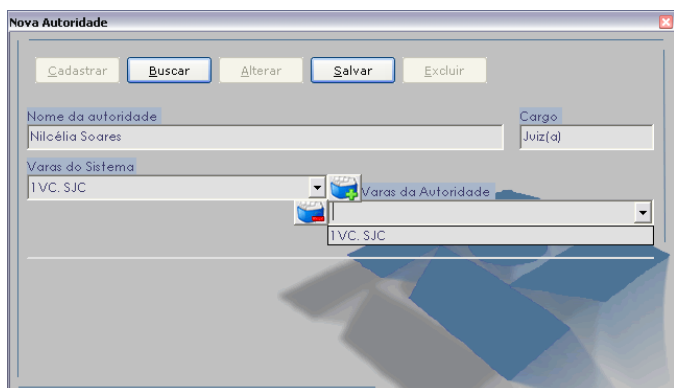 Nova Autoridade
Cadastrar Buscar Alterar Salvar Excluir
Nome da autoridade Cargo
Nilcélia Soares Juiz(a)
Varas do Sistema
1VC. SJC Varas da Autoridade
1VC. SJC